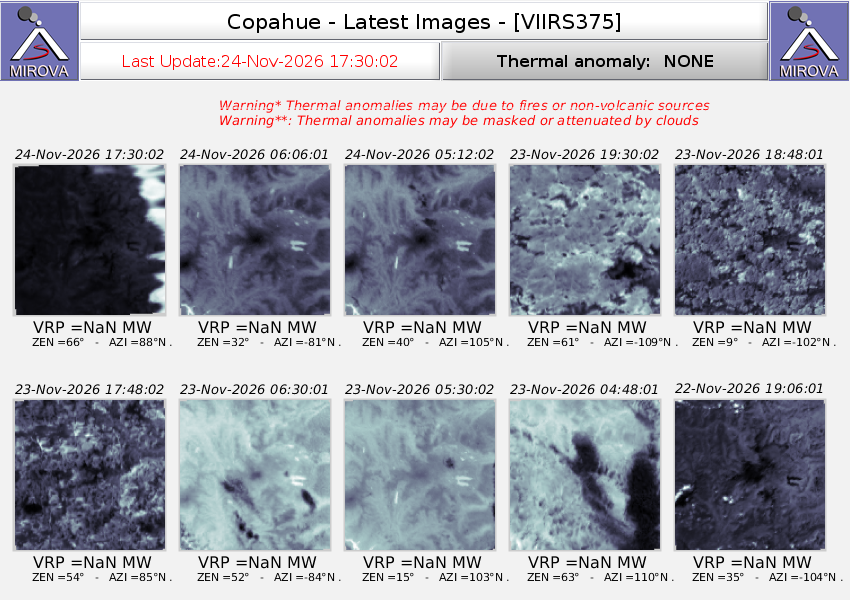 Copahue - Latest Images - [VIIRS375]
MIROVA
Last Update:24-Nov-2026 17:30:02
Thermal anomaly: NONE
MIROVA
Warning* Thermal anomalies may be due to fires or non-volcanic sources
Warning**: Thermal anomalies may be masked or attenuated by clouds
24-Nov-2026 17:30:02 24-Nov-2026 06:06:01 24-Nov-2026 05:12:02 23-Nov-2026 19:30:02 23-Nov-2026 18:48:01
VRP =NaN MW VRP =NaN MW VRP =NaN MW VRP =NaN MW VRP =NaN MW
ZEN =66° - AZI =88°N . ZEN =32° - AZI =-81°N . ZEN =40° - AZI =105°N . ZEN =61° - AZI =-109°N . ZEN =9° - AZI =-102°N .
23-Nov-2026 17:48:02 23-Nov-2026 06:30:01 23-Nov-2026 05:30:02 23-Nov-2026 04:48:01 22-Nov-2026 19:06:01
VRP =NaN MW VRP =NaN MW VRP =NaN MW VRP =NaN MW VRP =NaN MW
ZEN =54° - AZI =85°N . ZEN =52° - AZI =-84°N . ZEN =15° - AZI =103°N . ZEN =63° - AZI =110°N . ZEN =35° - AZI =-104°N .